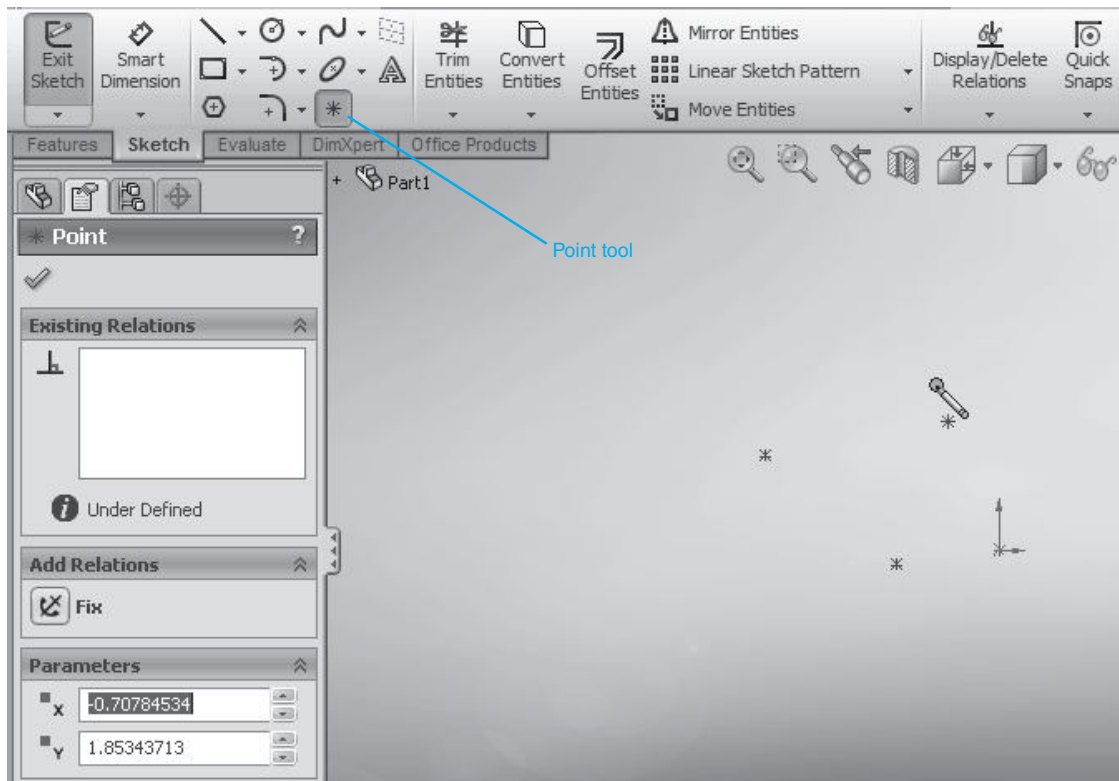 Exit Sketch
Smart Dimension
Trim Entities
Convert Entities
Offset Entities
Mirror Entities
Linear Sketch Pattern
Move Entities
Display/Delete Relations
Quick Snaps
Features Sketch Evaluate DimXpert Office Products
+ Part1
Point ?
Point tool
Existing Relations
Under Defined
Add Relations
Fix
Parameters
X -0.70784534
Y 1.85343713